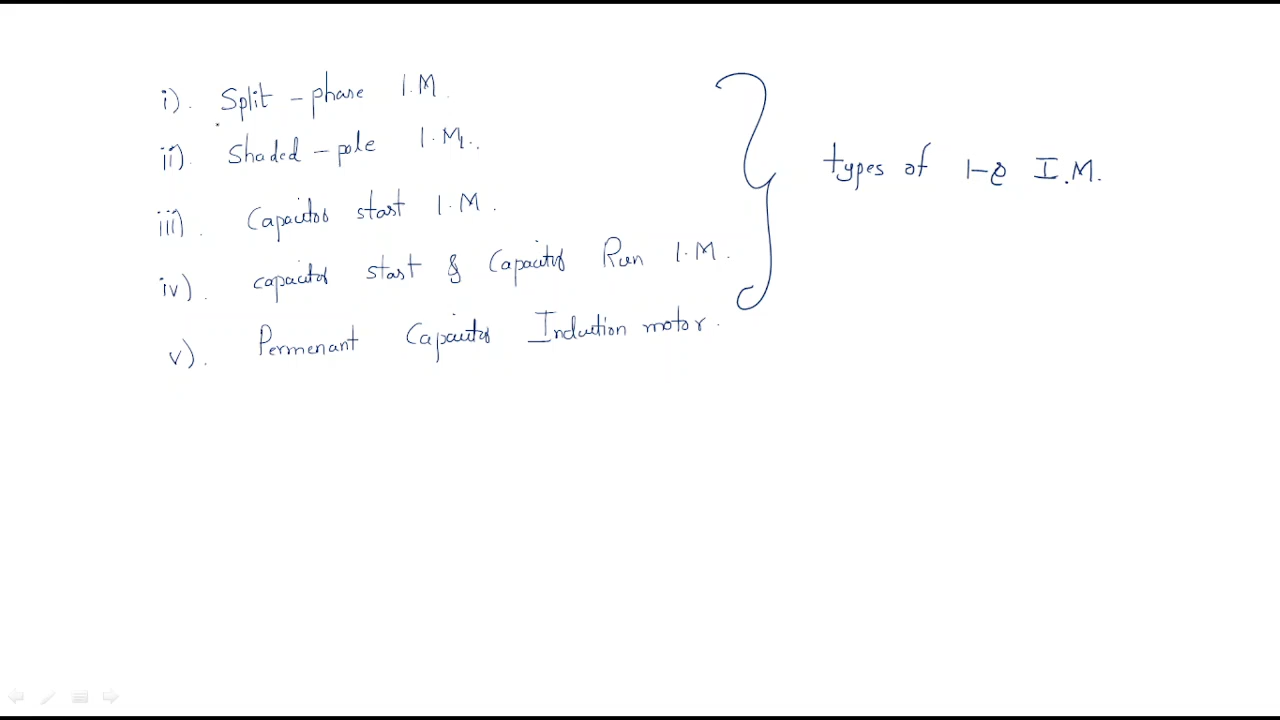 i). Split-phase I.M.
ii). Shaded-pole I.M.
iii). Capacitor start I.M.
iv). capacitor start & Capacitor Run I.M.
v). Permenant Capacitor Induction motor.
types of 1-Φ I.M.